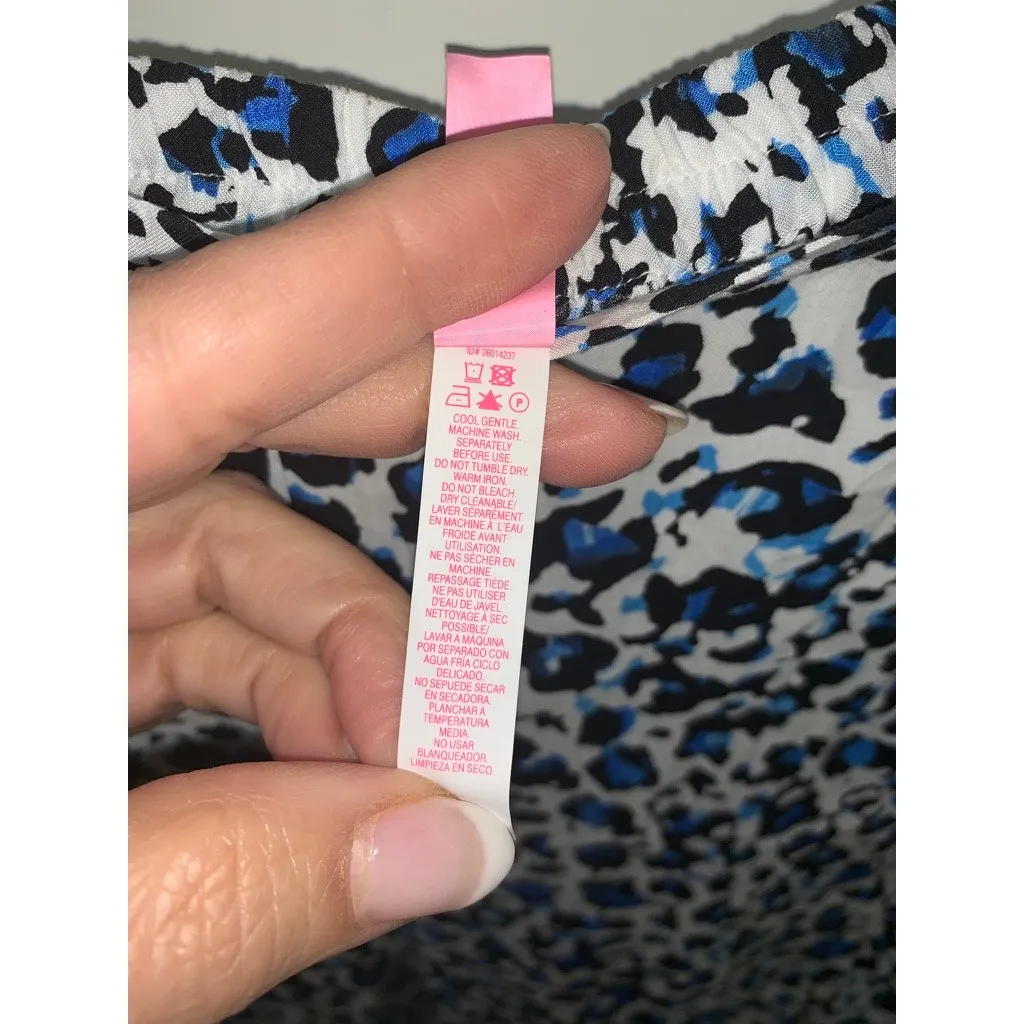 ID# 36014237
P
COOL GENTLE.
MACHINE WASH.
SEPARATELY
BEFORE USE.
DO NOT TUMBLE DRY.
WARM IRON.
DO NOT BLEACH.
DRY CLEANABLE/
LAVER SÉPARÉMENT
EN MACHINE À L'EAU
FROIDE AVANT
UTILISATION.
NE PAS SÉCHER EN
MACHINE.
REPASSAGE TIÈDE.
NE PAS UTILISER
D'EAU DE JAVEL.
NETTOYAGE À SEC
POSSIBLE/
LAVAR A MAQUINA
POR SEPARADO CON
AGUA FRÍA CICLO
DELICADO.
NO SEPUEDE SECAR
EN SECADORA.
PLANCHAR A
TEMPERATURA
MEDIA.
NO USAR
BLANQUEADOR.
LIMPIEZA EN SECO.